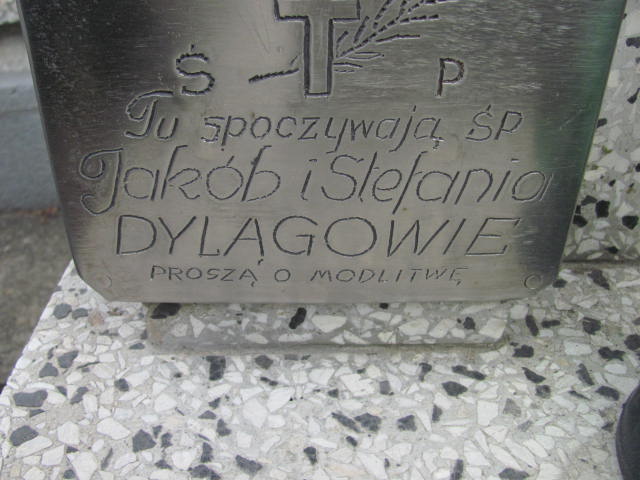 Ś P
Tu spoczywają ŚP
Jakób i Stefania
DYLĄGOWIE
PROSZĄ O MODLITWĘ